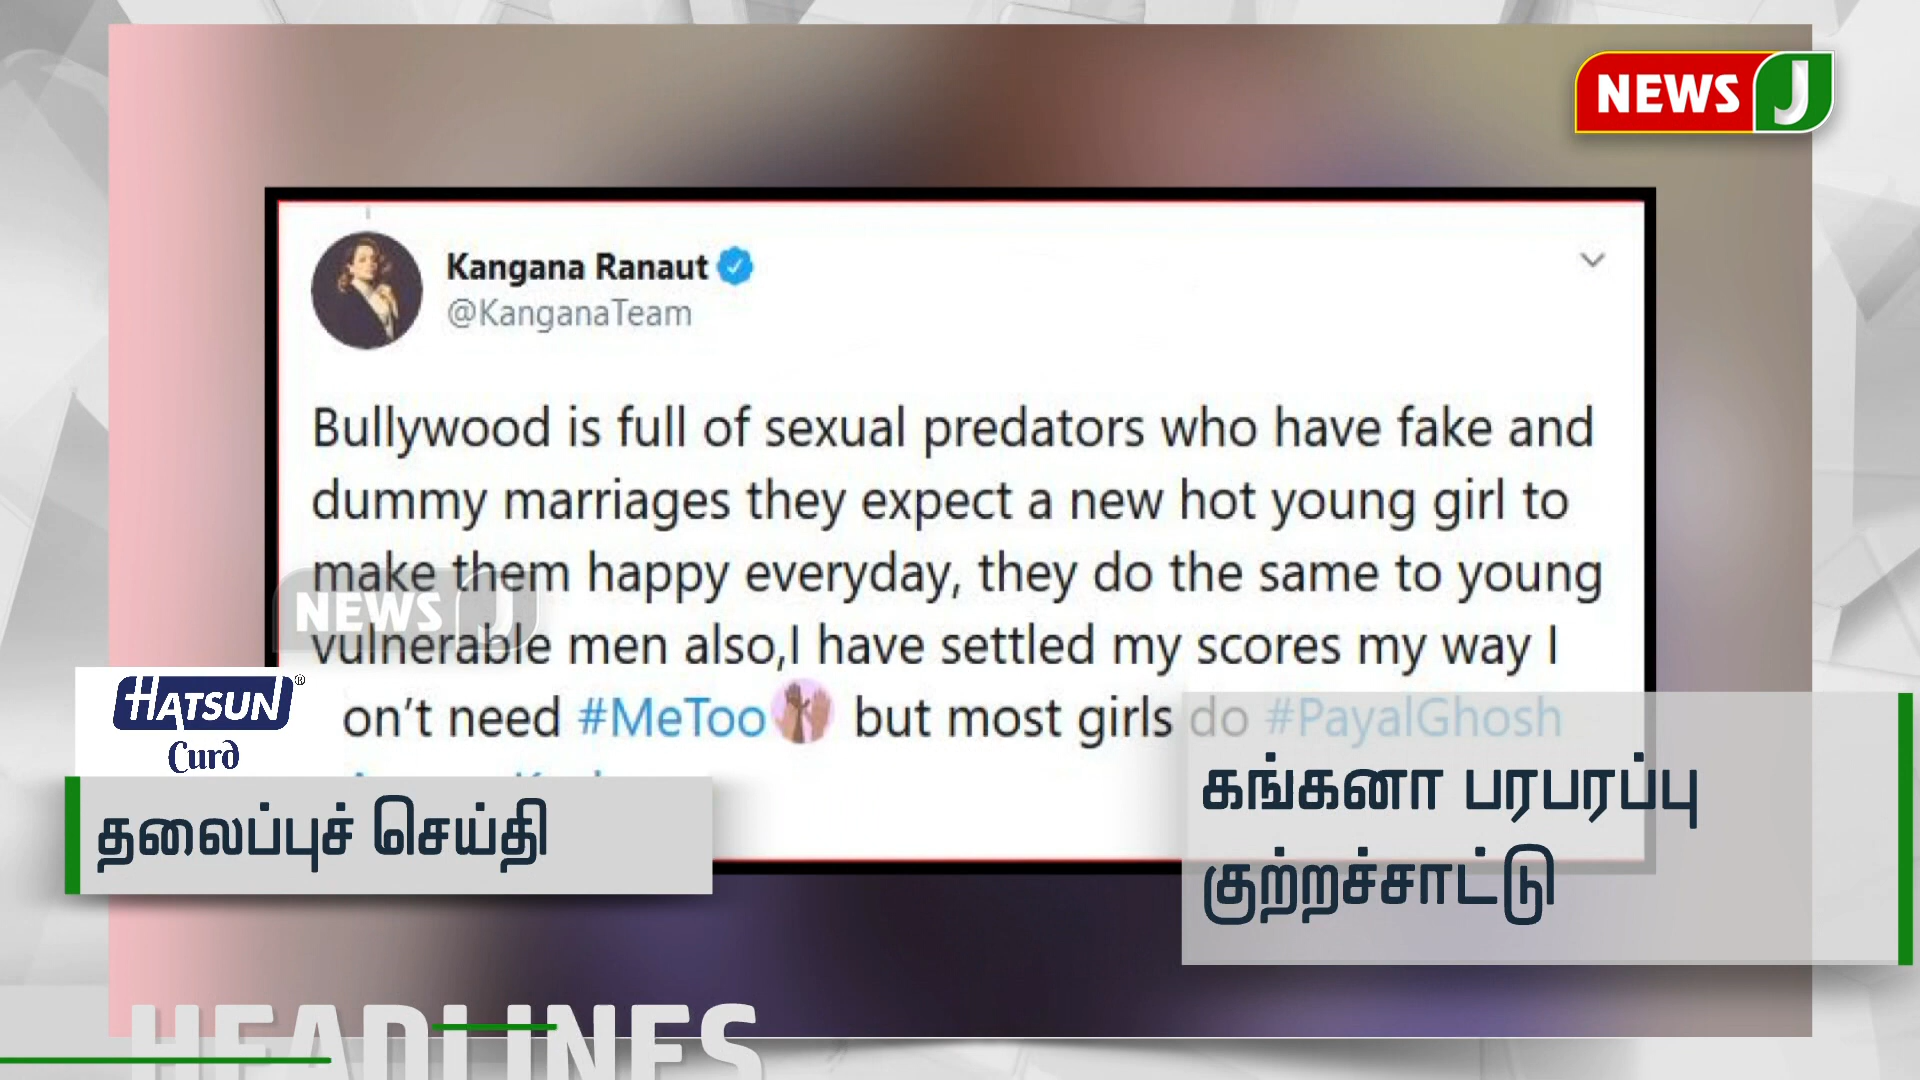 NEWS J
Kangana Ranaut
@KanganaTeam
Bullywood is full of sexual predators who have fake and
dummy marriages they expect a new hot young girl to
make them happy everyday, they do the same to young
vulnerable men also,I have settled my scores my way I
on't need #MeToo but most girls do #PayalGhosh
NEWS J
HATSUN®
Curd
தலைப்புச் செய்தி
கங்கனா பரபரப்பு
குற்றச்சாட்டு
HEADLINES